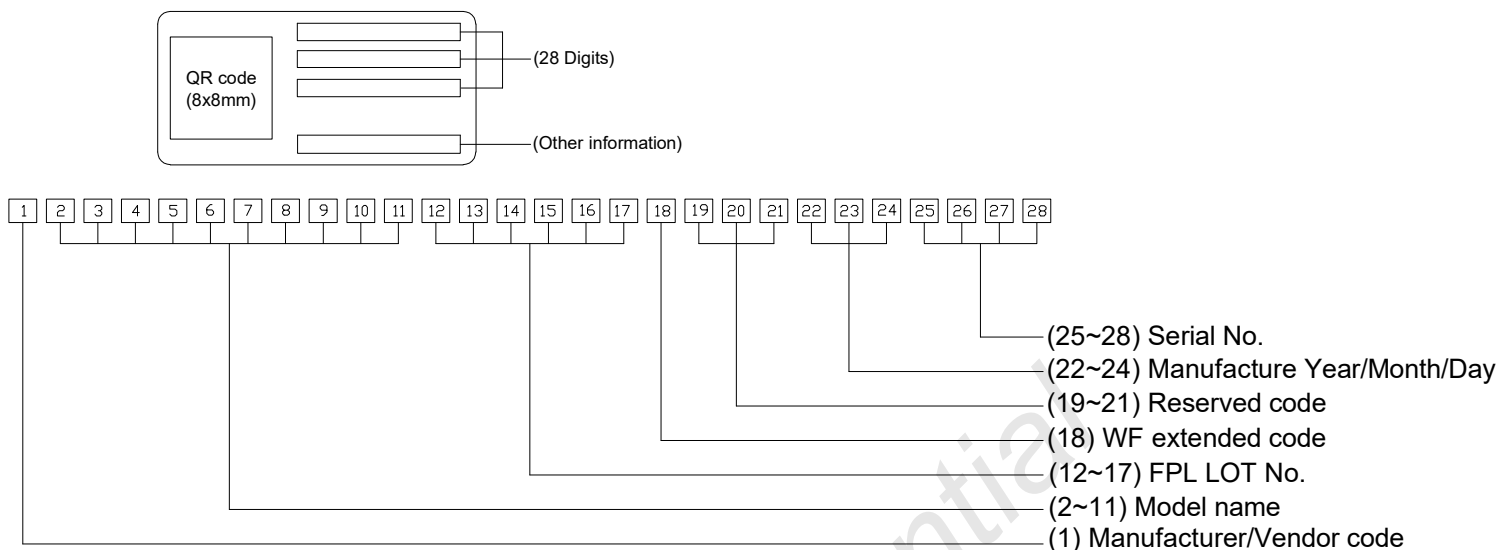 QR code
(8x8mm)
(28 Digits)
(Other information)
1 2 3 4 5 6 7 8 9 10 11 12 13 14 15 16 17 18 19 20 21 22 23 24 25 26 27 28
(25~28) Serial No.
(22~24) Manufacture Year/Month/Day
(19~21) Reserved code
(18) WF extended code
(12~17) FPL LOT No.
(2~11) Model name
(1) Manufacturer/Vendor code
ntial